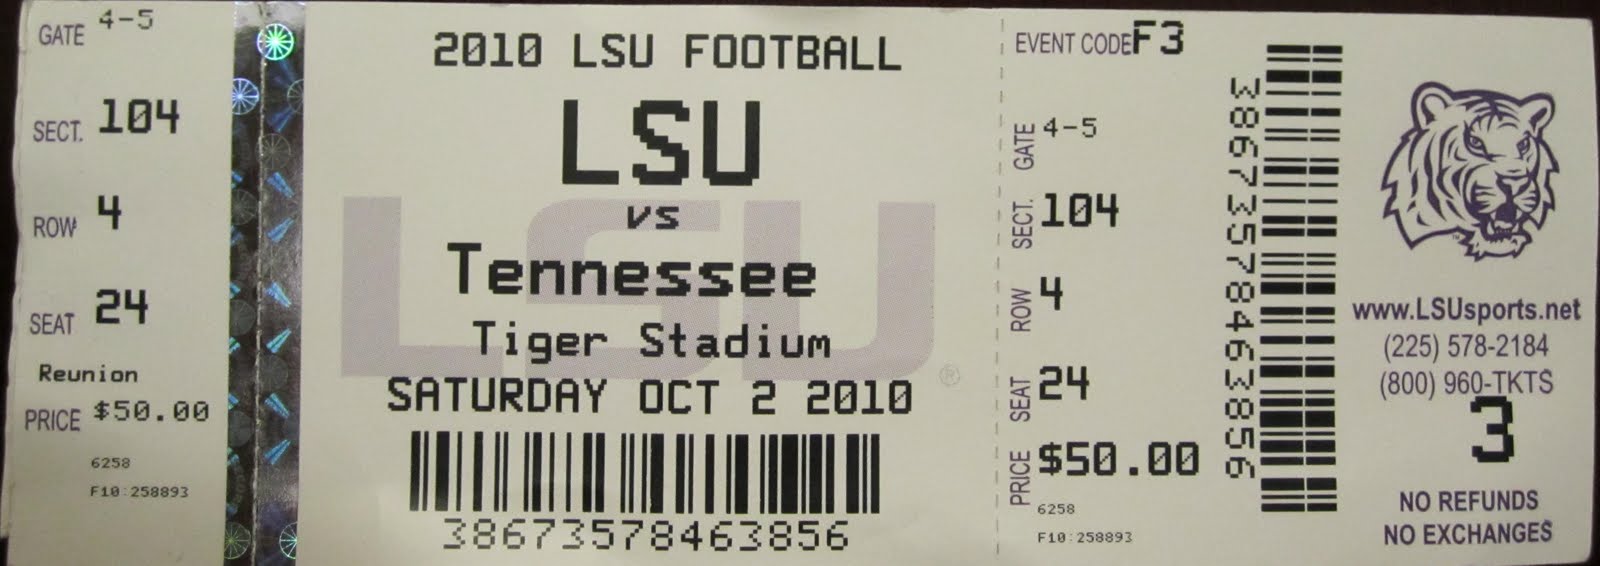 GATE 4-5
SECT. 104
ROW 4
SEAT 24
Reunion
PRICE $50.00
6258
F10:258893
2010 LSU FOOTBALL
LSU
vs
Tennessee
LSU®
Tiger Stadium
SATURDAY OCT 2 2010
38673578463856
EVENT CODE F3
GATE 4-5
SECT. 104
ROW 4
SEAT 24
PRICE $50.00
6258
F10:258893
38673578463856
www.LSUsports.net
(225) 578-2184
(800) 960-TKTS
3
NO REFUNDS
NO EXCHANGES